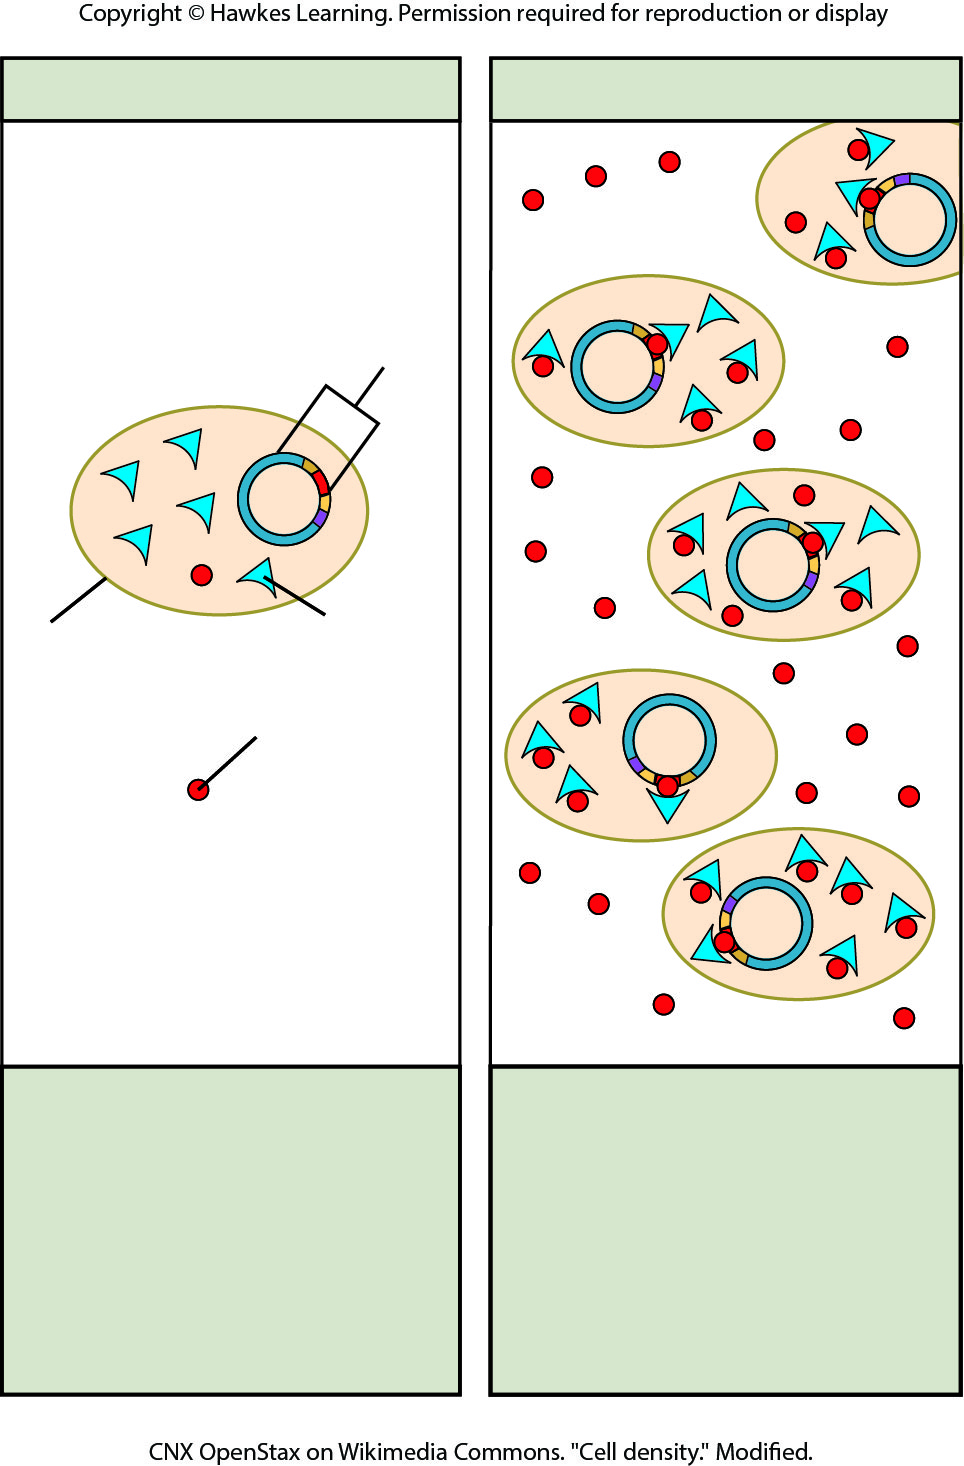 Copyright © Hawkes Learning. Permission required for reproduction or display
CNX OpenStax on Wikimedia Commons. "Cell density." Modified.